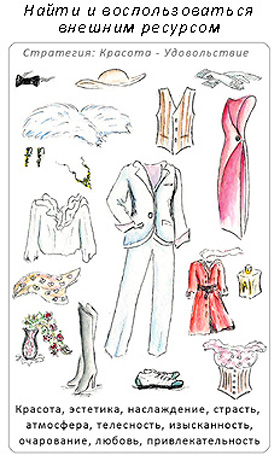 Найти и воспользоваться
внешним ресурсом
Стратегия: Красота - Удовольствие
Красота, эстетика, наслаждение, страсть,
атмосфера, телесность, изысканность,
очарование, любовь, привлекательность